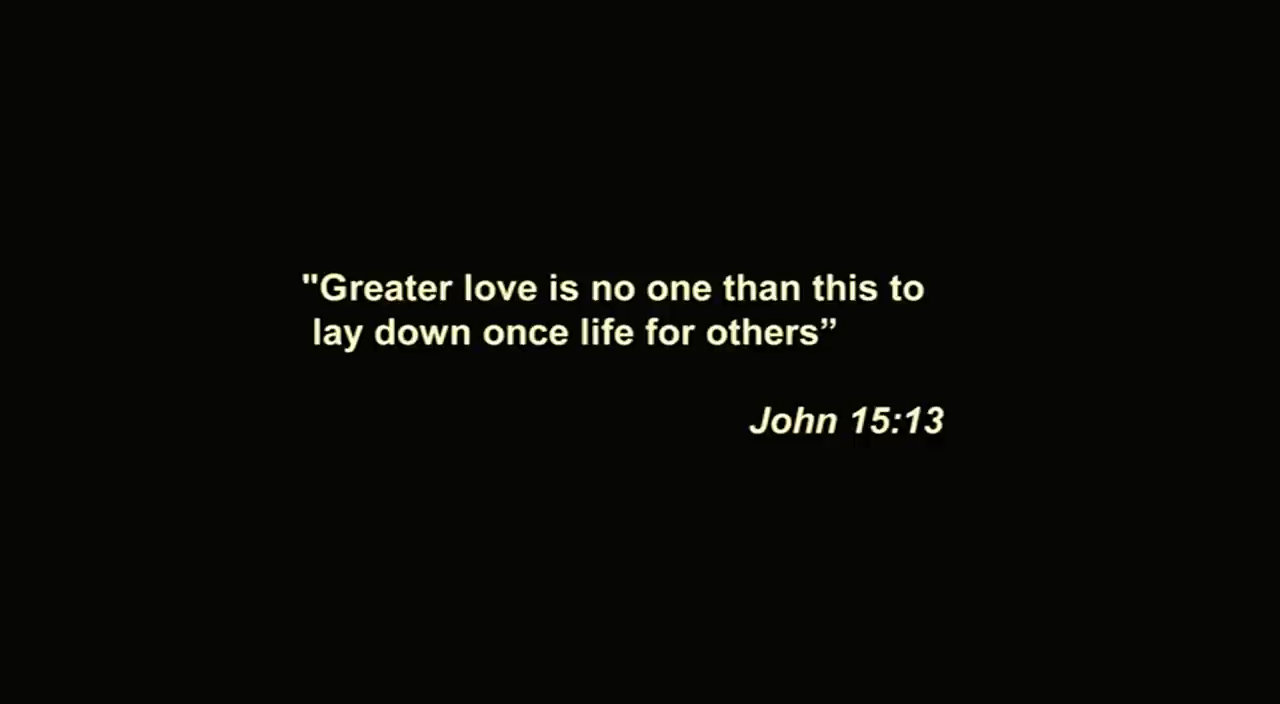 "Greater love is no one than this to
lay down once life for others”
John 15:13